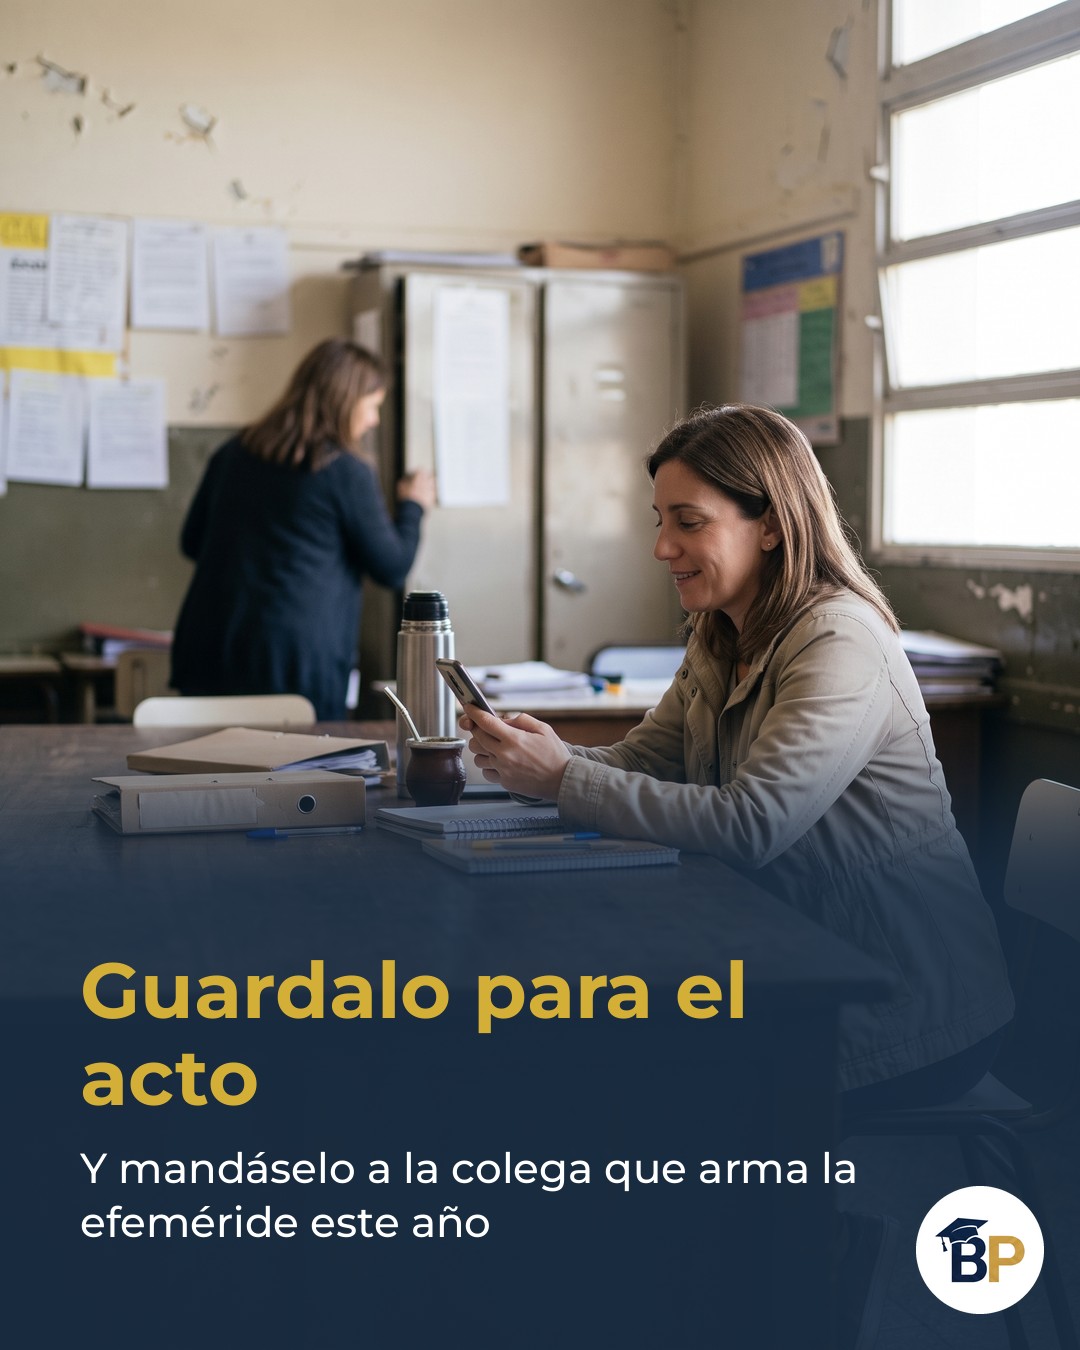 Guardalo para el
acto
Y mandáselo a la colega que arma la
efeméride este año
BP